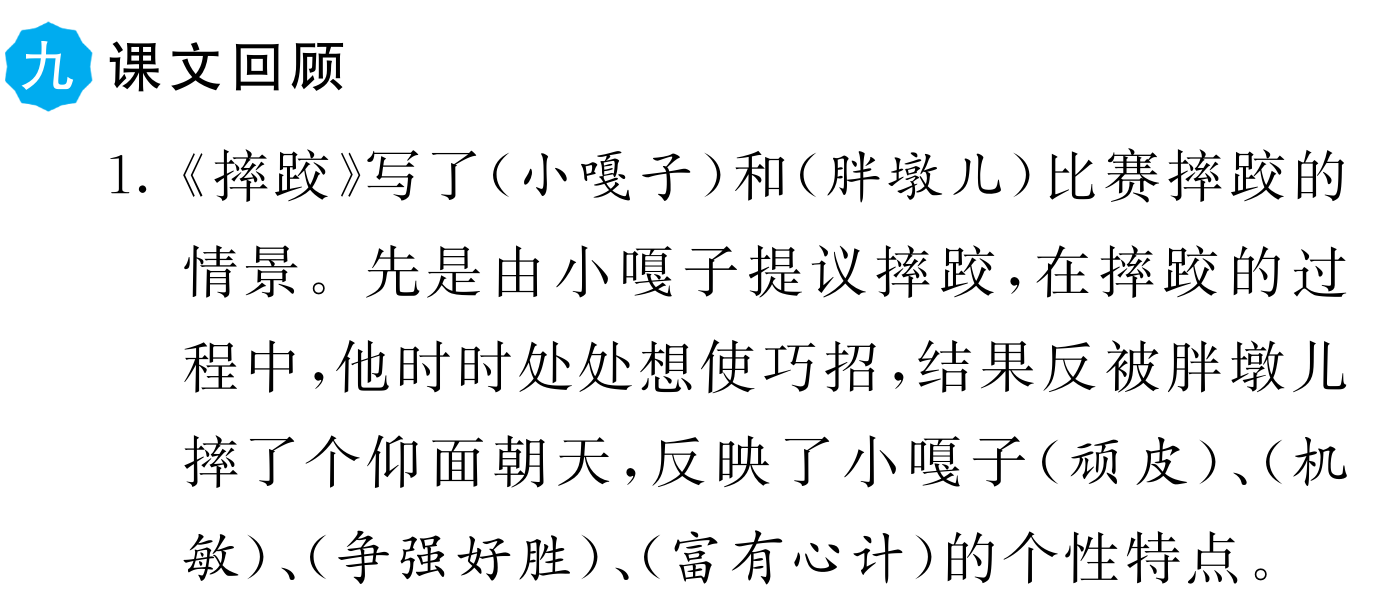 九 课文回顾
1.《摔跤》写了(小嘎子)和(胖墩儿)比赛摔跤的
情景。先是由小嘎子提议摔跤,在摔跤的过
程中,他时时处处想使巧招,结果反被胖墩儿
摔了个仰面朝天,反映了小嘎子(顽皮)、(机
敏)、(争强好胜)、(富有心计)的个性特点。